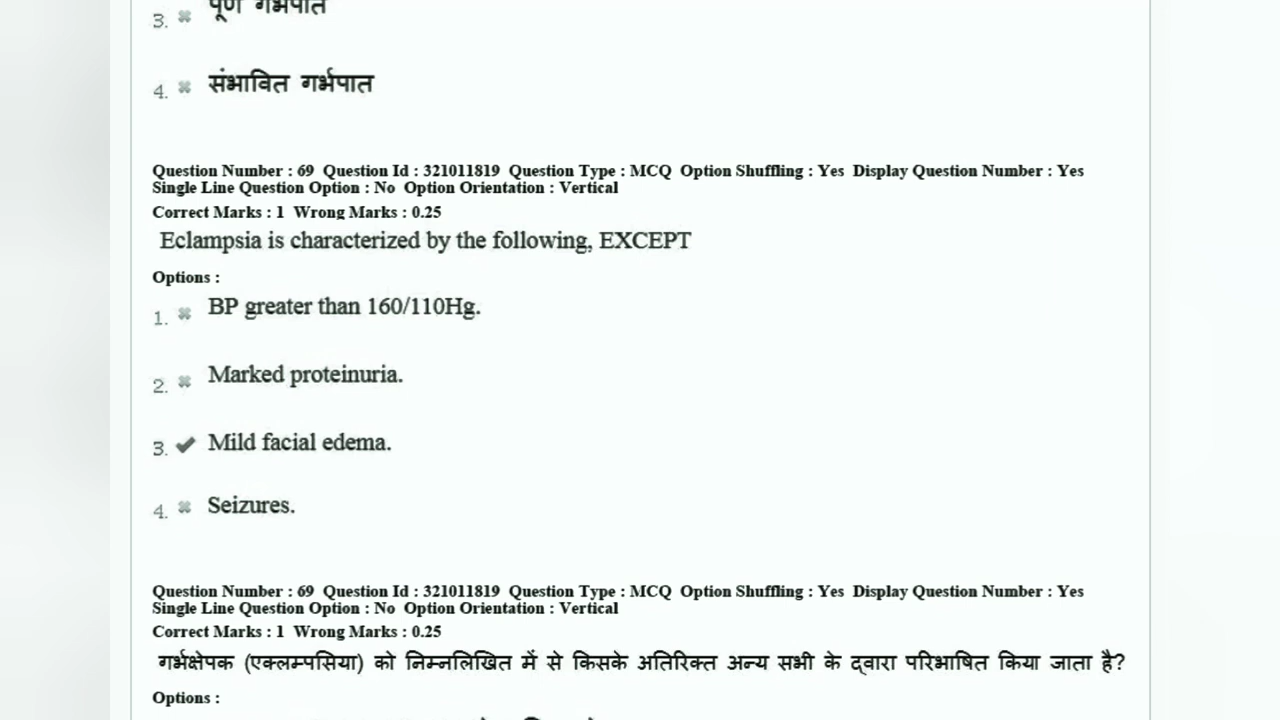 3. पूर्ण गर्भपात
4. संभावित गर्भपात
Question Number : 69 Question Id : 321011819 Question Type : MCQ Option Shuffling : Yes Display Question Number : Yes
Single Line Question Option : No Option Orientation : Vertical
Correct Marks : 1 Wrong Marks : 0.25
Eclampsia is characterized by the following, EXCEPT
Options :
1. BP greater than 160/110Hg.
2. Marked proteinuria.
3. Mild facial edema.
4. Seizures.
Question Number : 69 Question Id : 321011819 Question Type : MCQ Option Shuffling : Yes Display Question Number : Yes
Single Line Question Option : No Option Orientation : Vertical
Correct Marks : 1 Wrong Marks : 0.25
गर्भक्षेपक (एक्लम्पसिया) को निम्नलिखित में से किसके अतिरिक्त अन्य सभी के द्वारा परिभाषित किया जाता है?
Options :